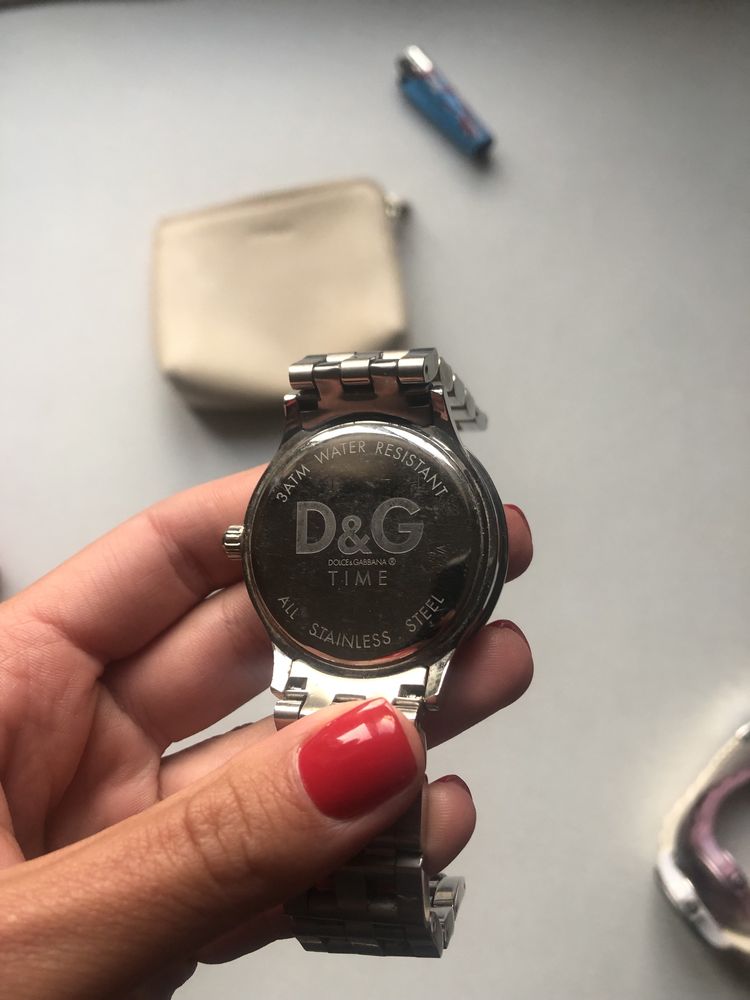 3ATM WATER RESISTANT
D&G
DOLCE&GABBANA ®
TIME
ALL STAINLESS STEEL